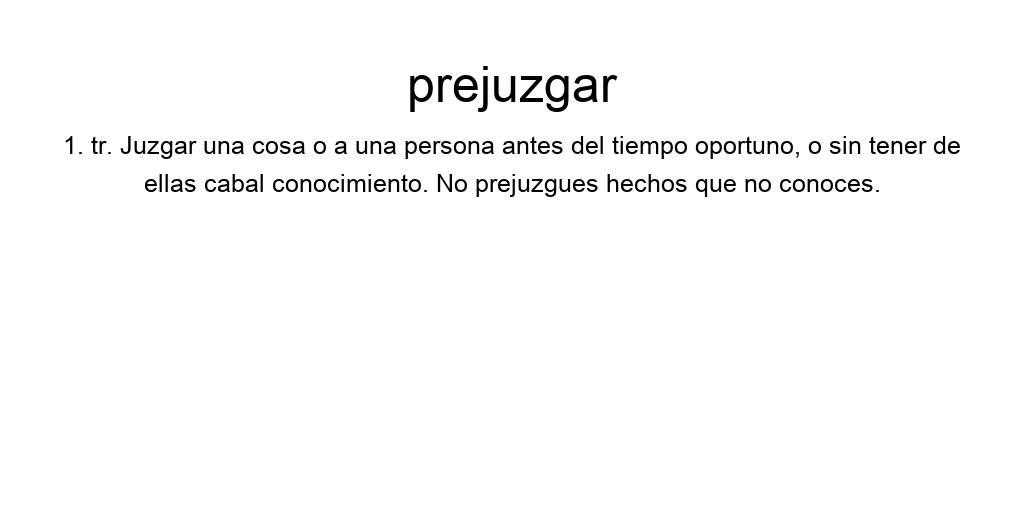 prejuzgar
1. tr. Juzgar una cosa o a una persona antes del tiempo oportuno, o sin tener de
ellas cabal conocimiento. No prejuzgues hechos que no conoces.